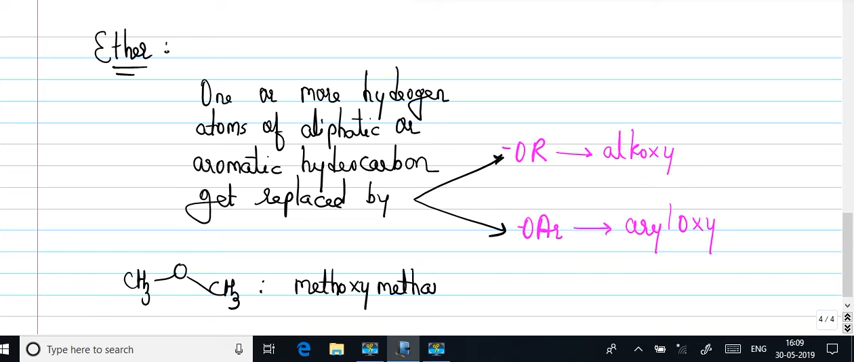 Ether :
One or more hydrogen
atoms of aliphatic or
aromatic hydrocarbon
get replaced by
-OR → alkoxy
-OAr → aryloxy
CH3-O-CH3 : methoxy methan
4 / 4
Type here to search
ENG
16:09
30-05-2019